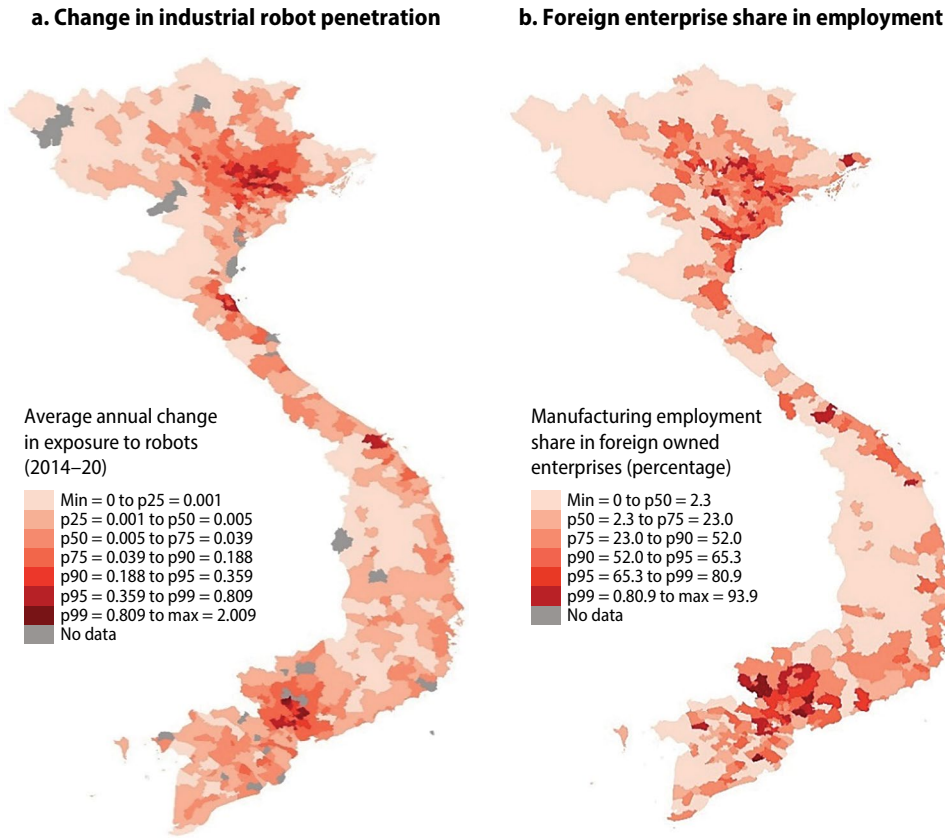 a. Change in industrial robot penetration
b. Foreign enterprise share in employment
Average annual change
in exposure to robots
(2014–20)
Min = 0 to p25 = 0.001
p25 = 0.001 to p50 = 0.005
p50 = 0.005 to p75 = 0.039
p75 = 0.039 to p90 = 0.188
p90 = 0.188 to p95 = 0.359
p95 = 0.359 to p99 = 0.809
p99 = 0.809 to max = 2.009
No data
Manufacturing employment
share in foreign owned
enterprises (percentage)
Min = 0 to p50 = 2.3
p50 = 2.3 to p75 = 23.0
p75 = 23.0 to p90 = 52.0
p90 = 52.0 to p95 = 65.3
p95 = 65.3 to p99 = 80.9
p99 = 0.80.9 to max = 93.9
No data